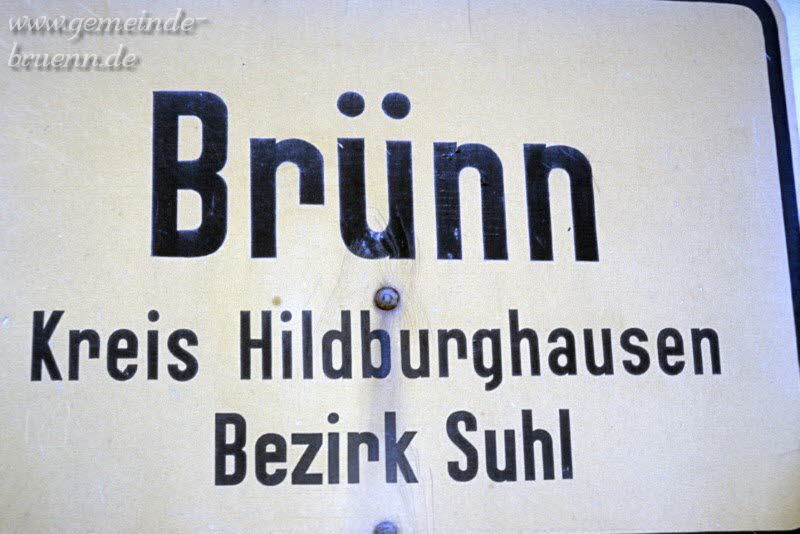 www.gemeinde-
bruenn.de
Brünn
Kreis Hildburghausen
Bezirk Suhl